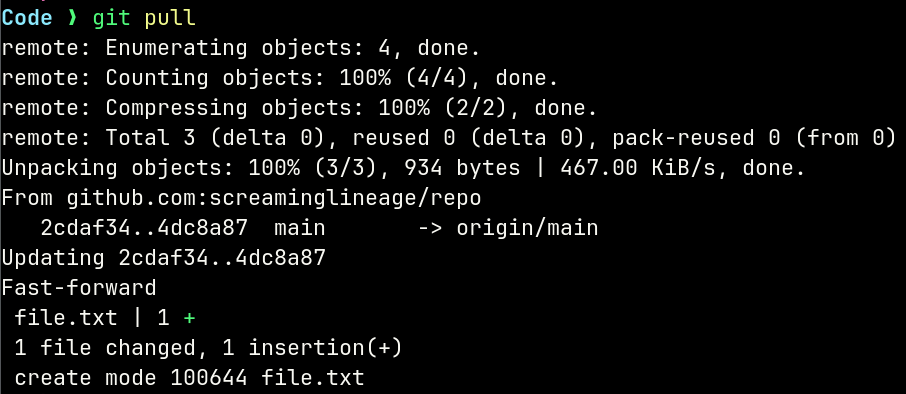 Code ❯ git pull
remote: Enumerating objects: 4, done.
remote: Counting objects: 100% (4/4), done.
remote: Compressing objects: 100% (2/2), done.
remote: Total 3 (delta 0), reused 0 (delta 0), pack-reused 0 (from 0)
Unpacking objects: 100% (3/3), 934 bytes | 467.00 KiB/s, done.
From github.com:screaminglineage/repo
   2cdaf34..4dc8a87  main       -> origin/main
Updating 2cdaf34..4dc8a87
Fast-forward
 file.txt | 1 +
 1 file changed, 1 insertion(+)
 create mode 100644 file.txt